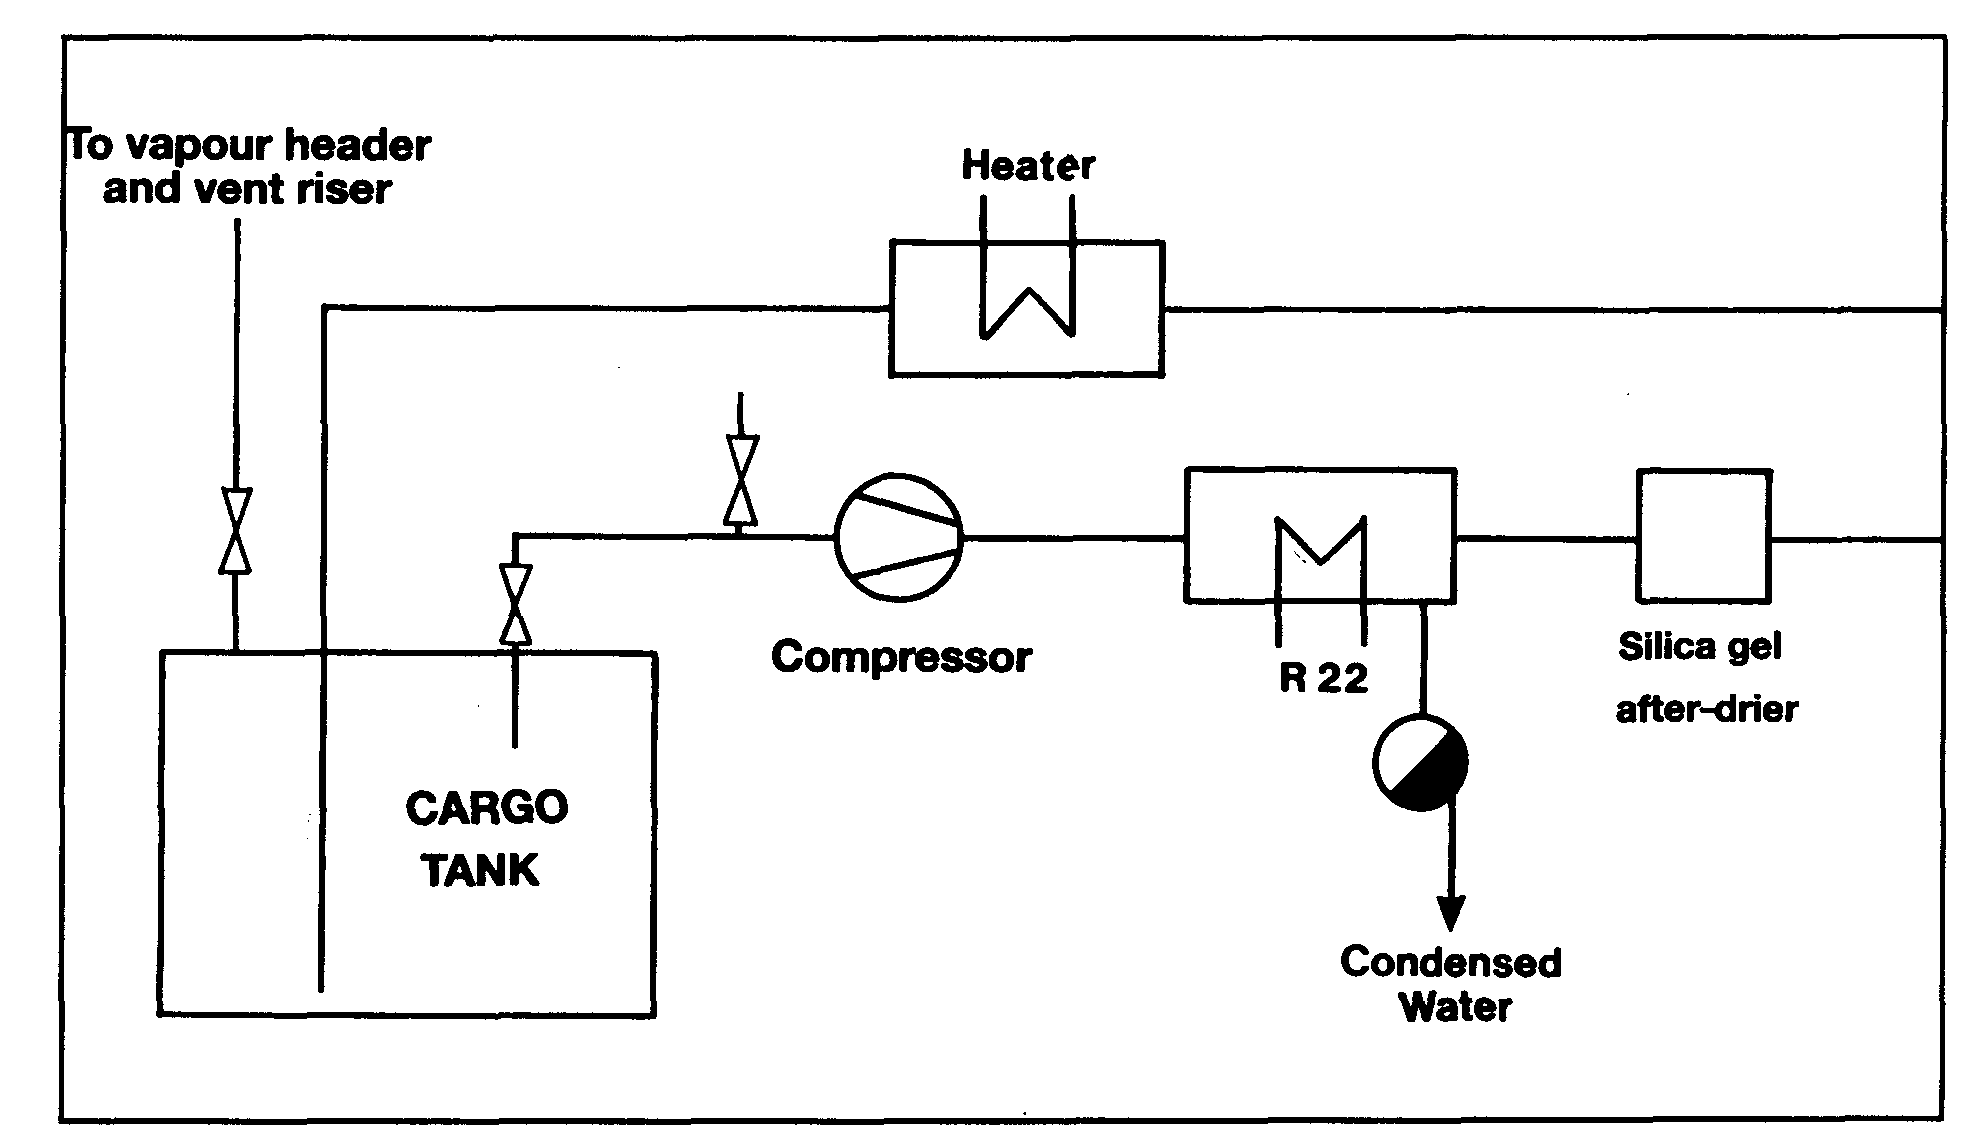 To vapour header
and vent riser
Heater
Compressor
R 22
Silica gel
after-drier
CARGO
TANK
Condensed
Water